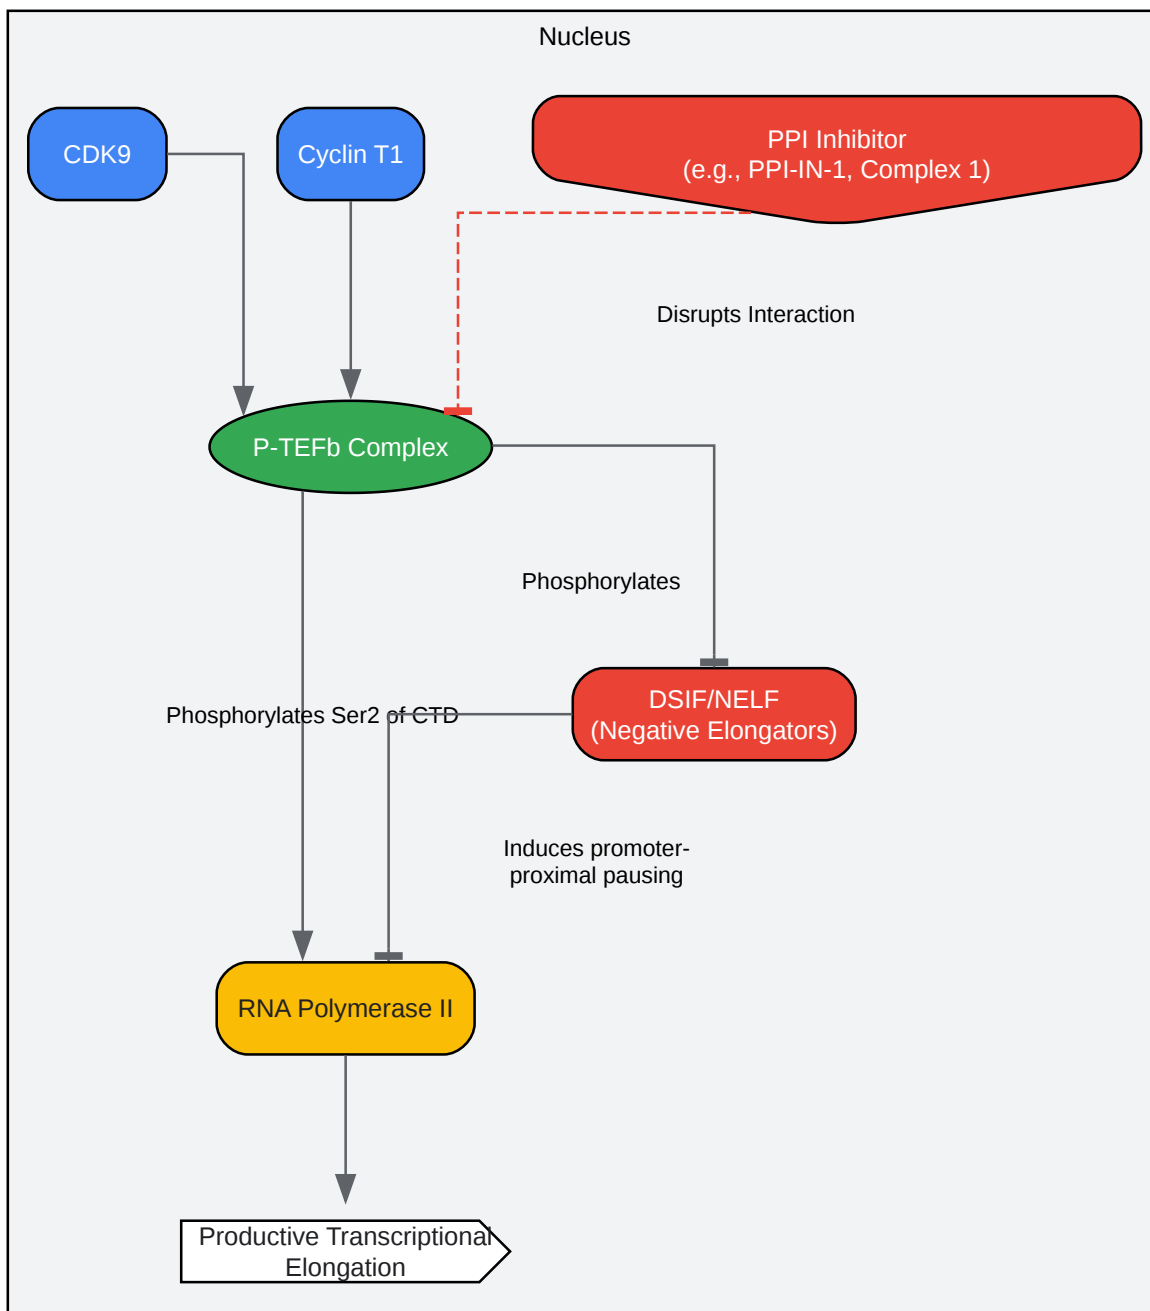 Nucleus
CDK9
Cyclin T1
PPI Inhibitor
(e.g., PPI-IN-1, Complex 1)
Disrupts Interaction
P-TEFb Complex
Phosphorylates
Phosphorylates Ser2 of CTD
DSIF/NELF
(Negative Elongators)
Induces promoter-
proximal pausing
RNA Polymerase II
Productive Transcriptional
Elongation